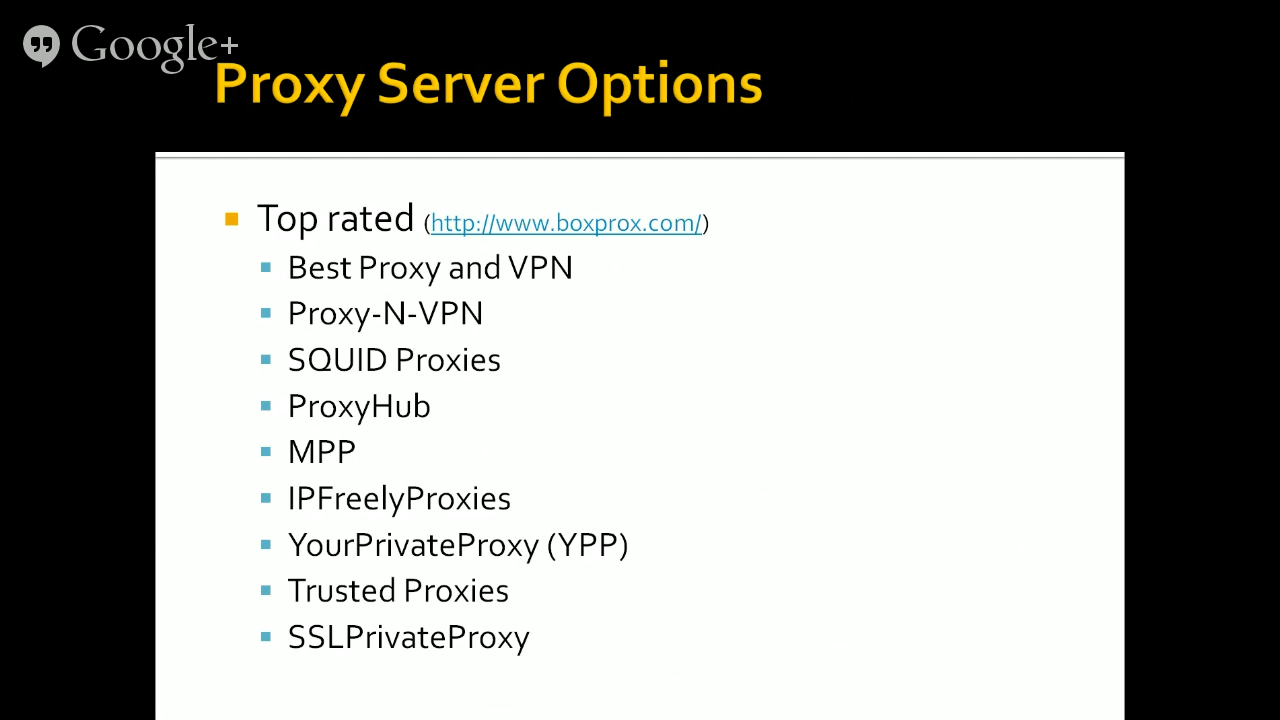 Google+
Proxy Server Options
Top rated (http://www.boxprox.com/)
Best Proxy and VPN
Proxy-N-VPN
SQUID Proxies
ProxyHub
MPP
IPFreelyProxies
YourPrivateProxy (YPP)
Trusted Proxies
SSLPrivateProxy